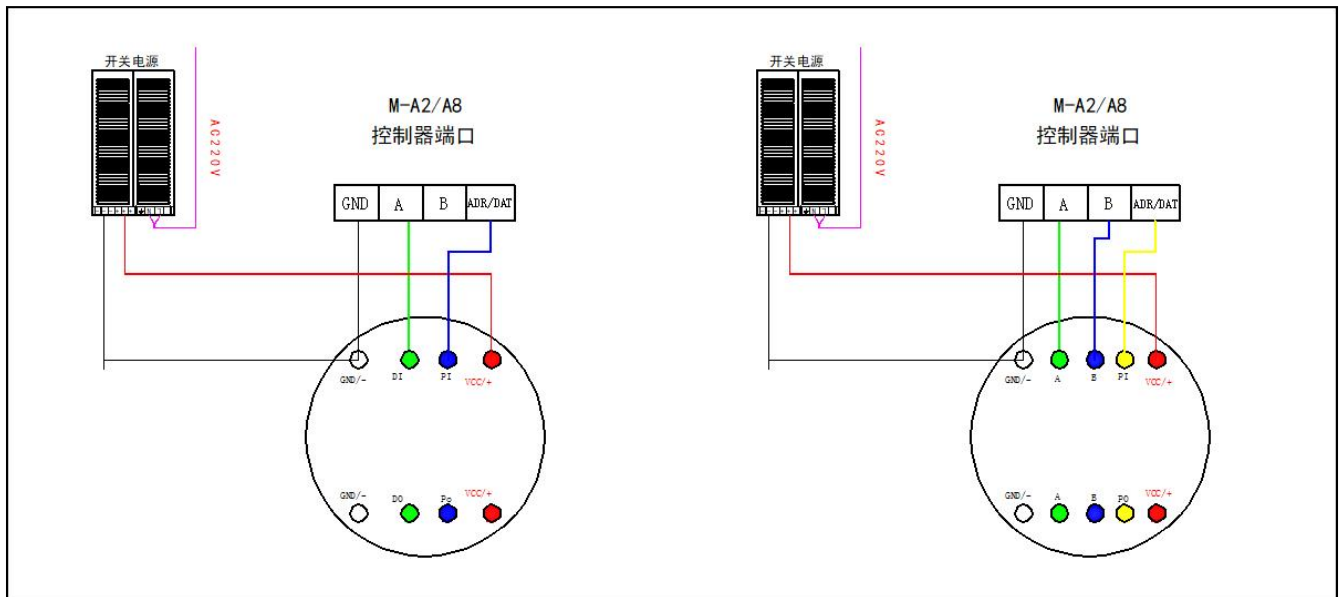 开关电源
AC220V
M-A2/A8
控制器端口
GND A B ADR/DAT
GND/- DI PI VCC/+
GND/- DO Po VCC/+
开关电源
AC220V
M-A2/A8
控制器端口
GND A B ADR/DAT
GND/- A B PI VCC/+
GND/- A B PO VCC/+